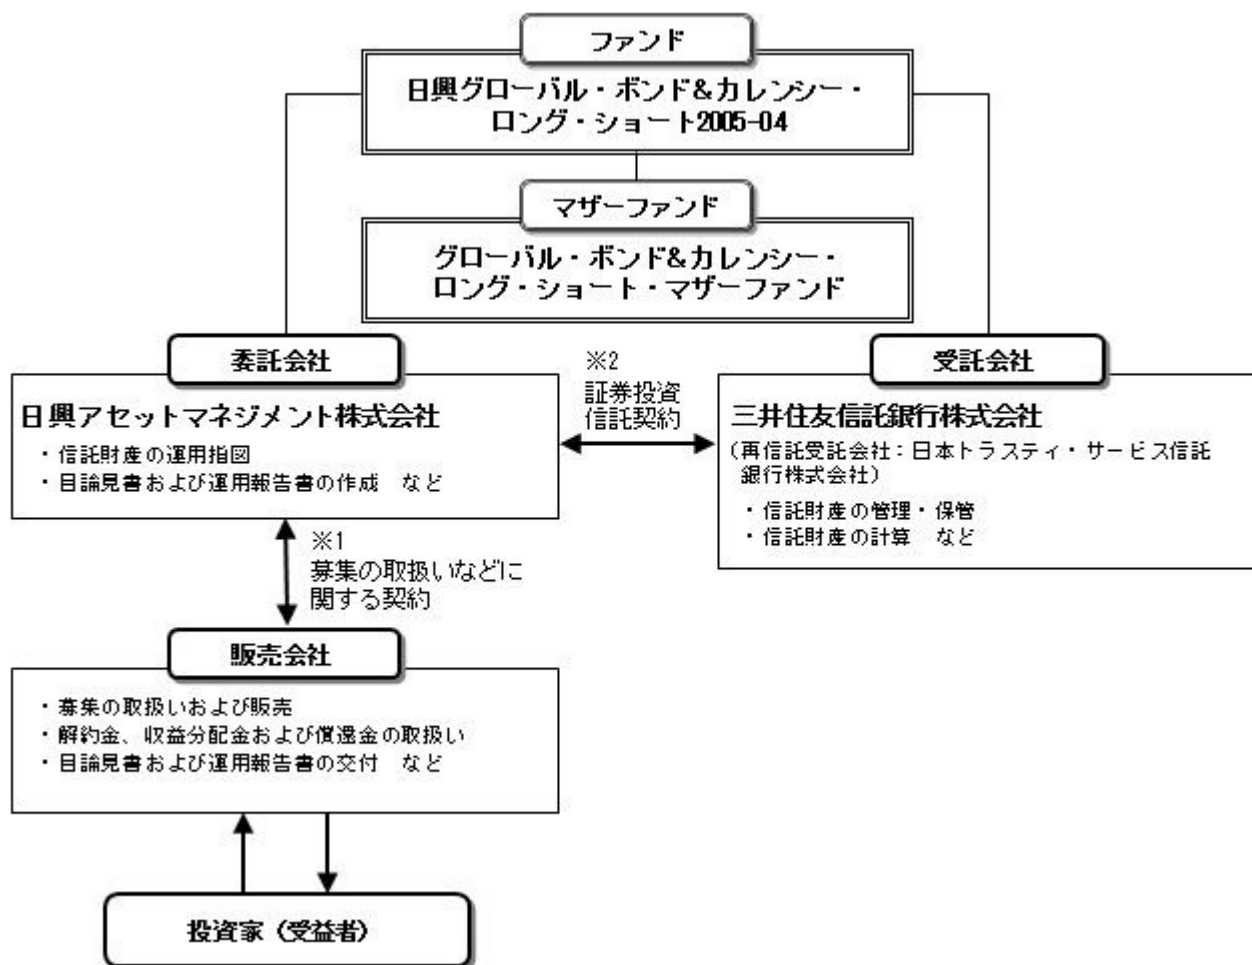 ファンド
日興グローバル・ボンド&カレンシー・
ロング・ショート2005-04
マザーファンド
グローバル・ボンド&カレンシー・
ロング・ショート・マザーファンド
委託会社
日興アセットマネジメント株式会社
・信託財産の運用指図
・目論見書および運用報告書の作成 など
※2
証券投資
信託契約
受託会社
三井住友信託銀行株式会社
(再信託受託会社：日本トラスティ・サービス信託
銀行株式会社)
・信託財産の管理・保管
・信託財産の計算 など
※1
募集の取扱いなどに
関する契約
販売会社
・募集の取扱いおよび販売
・解約金、収益分配金および償還金の取扱い
・目論見書および運用報告書の交付 など
投資家(受益者)